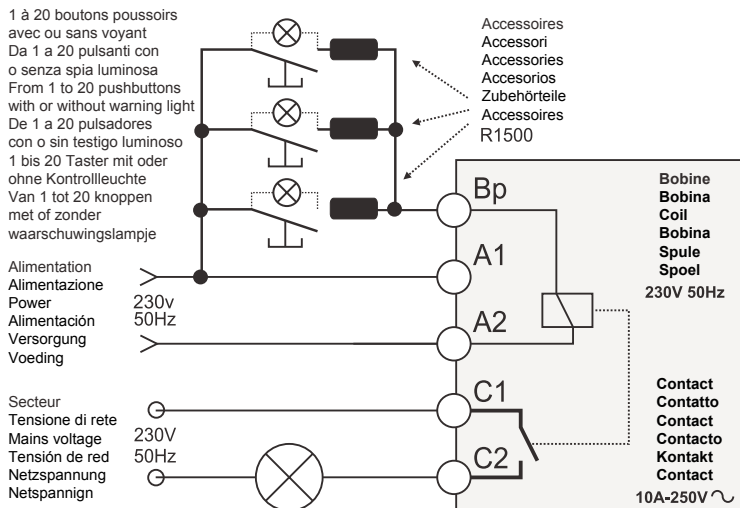 1 à 20 boutons poussoirs
avec ou sans voyant
Da 1 a 20 pulsanti con
o senza spia luminosa
From 1 to 20 pushbuttons
with or without warning light
De 1 a 20 pulsadores
con o sin testigo luminoso
1 bis 20 Taster mit oder
ohne Kontrollleuchte
Van 1 tot 20 knoppen
met of zonder
waarschuwingslampje
Accessoires
Accessori
Accessories
Accesorios
Zubehörteile
Accessoires
R1500
Bp
A1
A2
C1
C2
Bobine
Bobina
Coil
Bobina
Spule
Spoel
230V 50Hz
Alimentation
Alimentazione
Power
Alimentación
Versorgung
Voeding
230v
50Hz
Secteur
Tensione di rete
Mains voltage
Tensión de red
Netzspannung
Netspannign
230V
50Hz
Contact
Contatto
Contact
Contacto
Kontakt
Contact
10A-250V